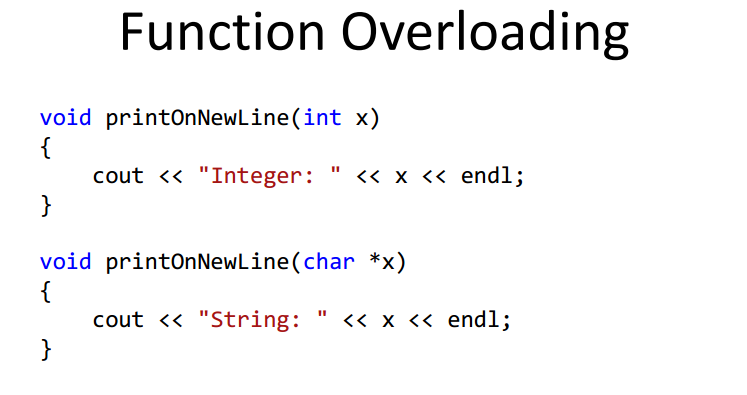 Function Overloading
void printOnNewLine(int x)
{
    cout << "Integer: " << x << endl;
}
void printOnNewLine(char *x)
{
    cout << "String: " << x << endl;
}